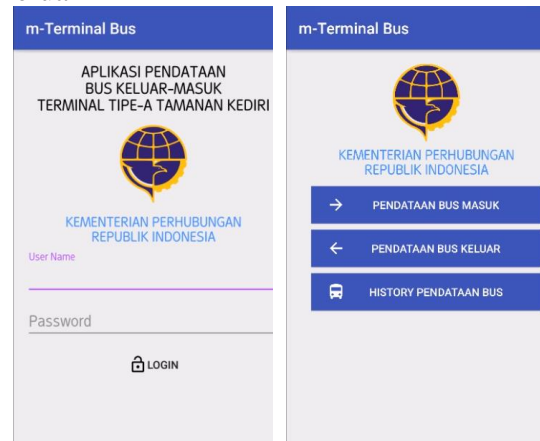 m-Terminal Bus
APLIKASI PENDATAAN
BUS KELUAR-MASUK
TERMINAL TIPE-A TAMANAN KEDIRI
KEMENTERIAN PERHUBUNGAN
REPUBLIK INDONESIA
User Name
Password
LOGIN
m-Terminal Bus
KEMENTERIAN PERHUBUNGAN
REPUBLIK INDONESIA
PENDATAAN BUS MASUK
PENDATAAN BUS KELUAR
HISTORY PENDATAAN BUS